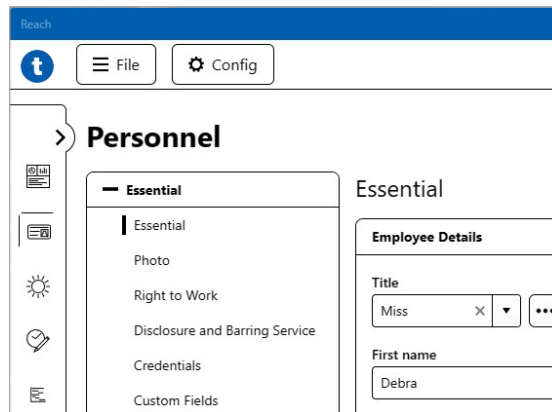 Reach
t
File
Config
Personnel
Essential
Essential
Photo
Right to Work
Disclosure and Barring Service
Credentials
Custom Fields
Essential
Employee Details
Title
Miss
First name
Debra